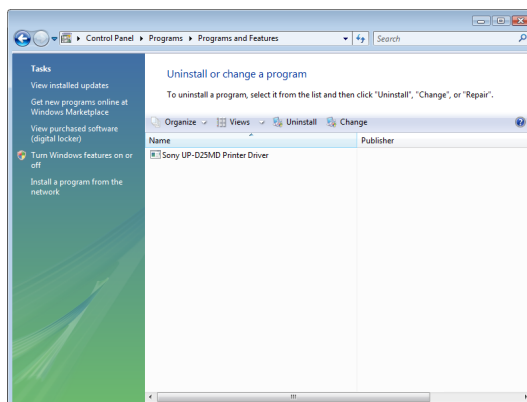 Control Panel ▸ Programs ▸ Programs and Features
Search
Tasks
View installed updates
Get new programs online at
Windows Marketplace
View purchased software
(digital locker)
Turn Windows features on or
off
Install a program from the
network
Uninstall or change a program
To uninstall a program, select it from the list and then click "Uninstall", "Change", or "Repair".
Organize Views Uninstall Change
Name Publisher
Sony UP-D25MD Printer Driver